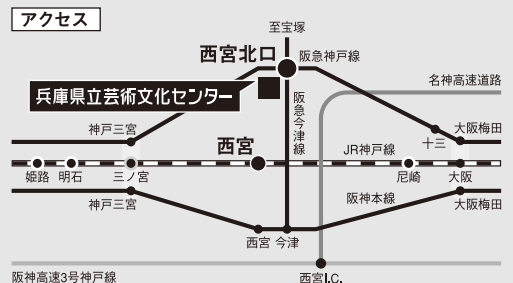 アクセス
至宝塚
西宮北口
阪急神戸線
名神高速道路
兵庫県立芸術文化センター
阪急今津線
神戸三宮
大阪梅田
十三
西宮
JR神戸線
姫路
明石
三ノ宮
尼崎
大阪
神戸三宮
阪神本線
大阪梅田
西宮
今津
阪神高速3号神戸線
西宮I.C.